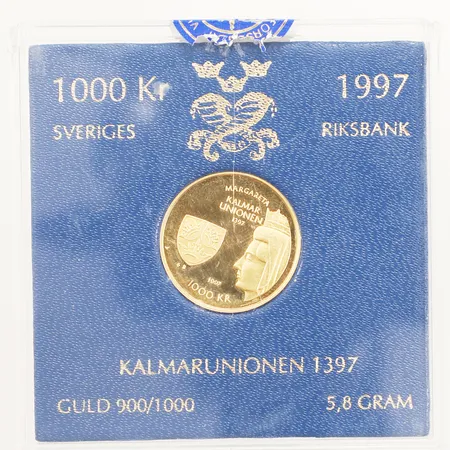 1000 Kr 1997
SVERIGES RIKSBANK
MARGARETA
KALMAR
UNIONEN
1397
1000 KR
KALMARUNIONEN 1397
GULD 900/1000 5,8 GRAM